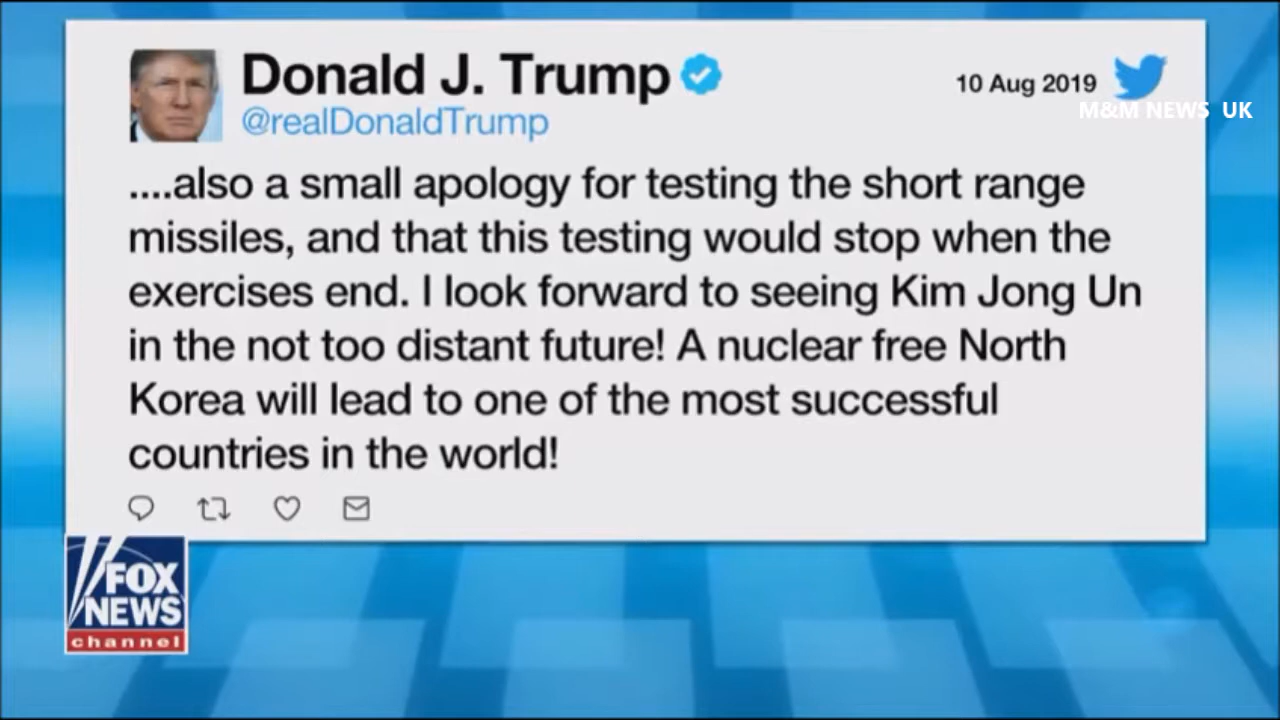 Donald J. Trump
@realDonaldTrump
10 Aug 2019
M&M NEWS UK
....also a small apology for testing the short range
missiles, and that this testing would stop when the
exercises end. I look forward to seeing Kim Jong Un
in the not too distant future! A nuclear free North
Korea will lead to one of the most successful
countries in the world!
FOX
NEWS
channel